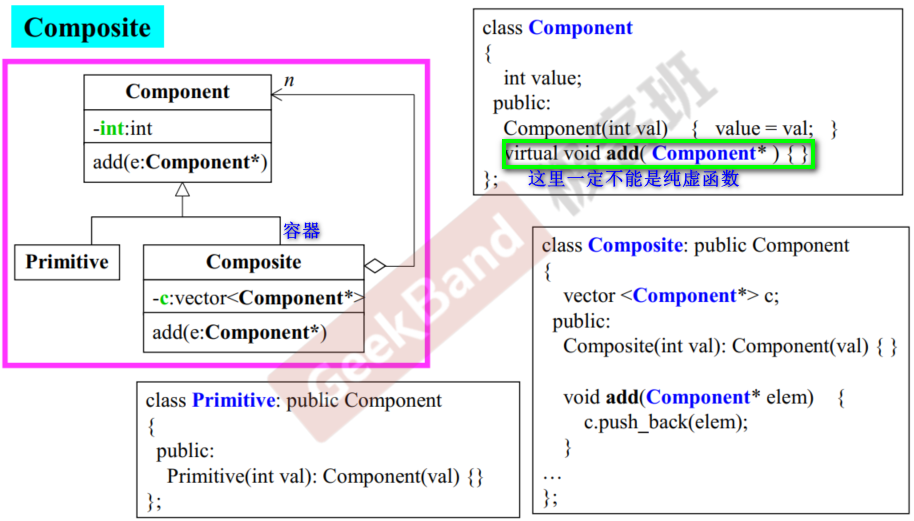 Composite
Component
n
-int:int
add(e:Component*)
容器
Primitive
Composite
-c:vector<Component*>
add(e:Component*)
class Component
{
int value;
public:
Component(int val) { value = val; }
virtual void add( Component* ) { }
}; 这里一定不能是纯虚函数
class Composite: public Component
{
vector <Component*> c;
public:
Composite(int val): Component(val) { }
void add(Component* elem) {
c.push_back(elem);
}
…
};
class Primitive: public Component
{
public:
Primitive(int val): Component(val) {}
};
GeekBand 极客班